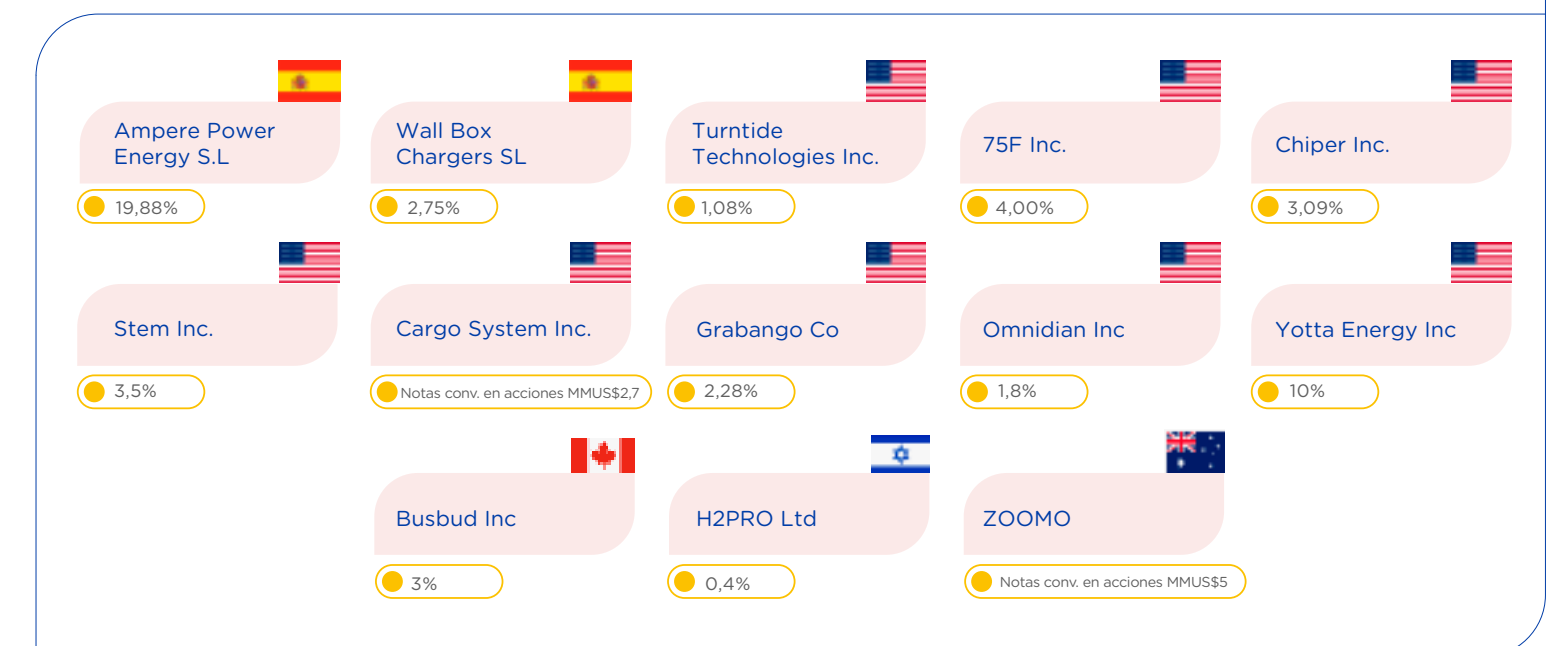 Ampere Power
Energy S.L
19,88%
Wall Box
Chargers SL
2,75%
Turntide
Technologies Inc.
1,08%
75F Inc.
4,00%
Chiper Inc.
3,09%
Stem Inc.
3,5%
Cargo System Inc.
Notas conv. en acciones MMUS$2,7
Grabango Co
2,28%
Omnidian Inc
1,8%
Yotta Energy Inc
10%
Busbud Inc
3%
H2PRO Ltd
0,4%
ZOOMO
Notas conv. en acciones MMUS$5